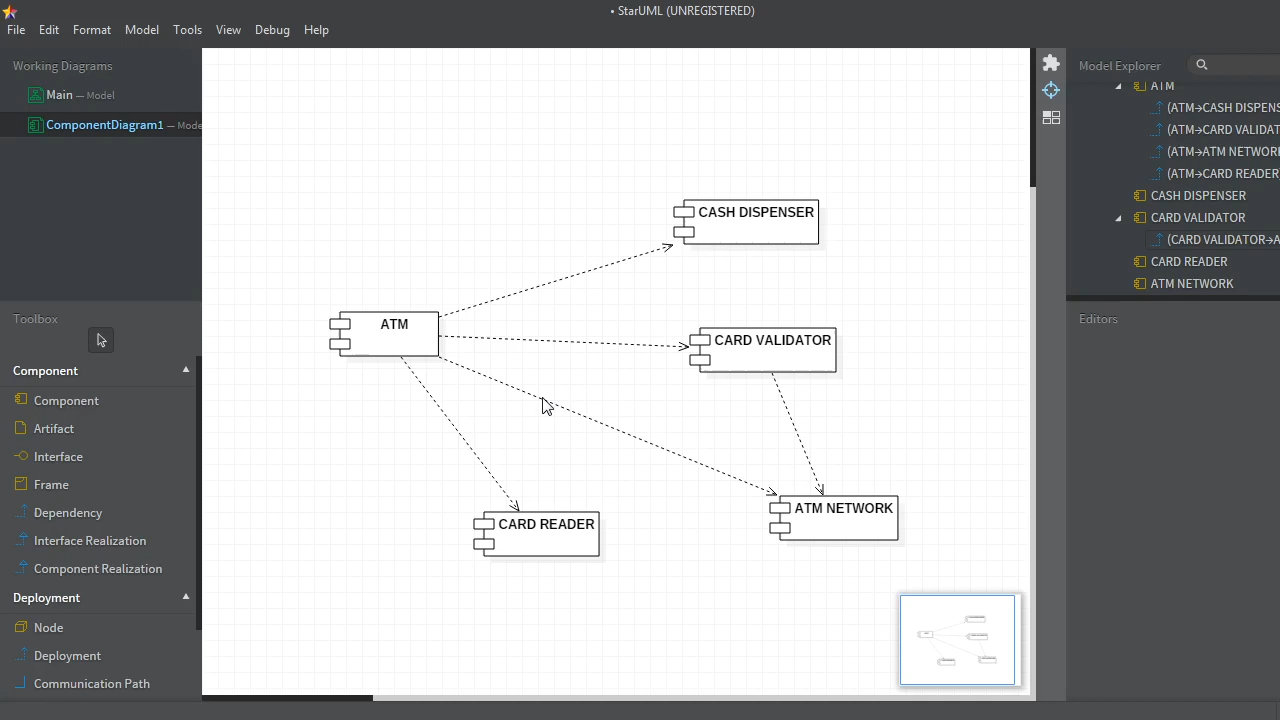 • StarUML (UNREGISTERED)
File Edit Format Model Tools View Debug Help
Working Diagrams
Main — Model
ComponentDiagram1 — Mode
Toolbox
Component
Component
Artifact
Interface
Frame
Dependency
Interface Realization
Component Realization
Deployment
Node
Deployment
Communication Path
CASH DISPENSER
ATM
CARD VALIDATOR
CARD READER
ATM NETWORK
Model Explorer
ATM
(ATM→CASH DISPENS
(ATM→CARD VALIDAT
(ATM→ATM NETWORK
(ATM→CARD READER
CASH DISPENSER
CARD VALIDATOR
(CARD VALIDATOR→A
CARD READER
ATM NETWORK
Editors